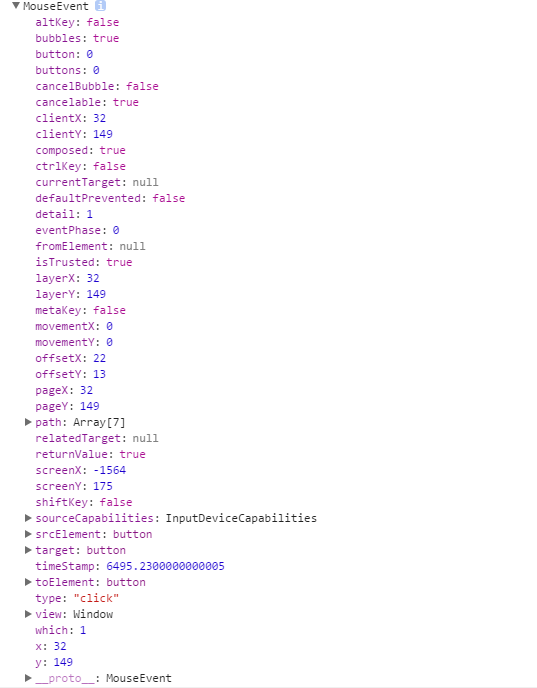 ▼MouseEvent i
altKey: false
bubbles: true
button: 0
buttons: 0
cancelBubble: false
cancelable: true
clientX: 32
clientY: 149
composed: true
ctrlKey: false
currentTarget: null
defaultPrevented: false
detail: 1
eventPhase: 0
fromElement: null
isTrusted: true
layerX: 32
layerY: 149
metaKey: false
movementX: 0
movementY: 0
offsetX: 22
offsetY: 13
pageX: 32
pageY: 149
▶path: Array[7]
relatedTarget: null
returnValue: true
screenX: -1564
screenY: 175
shiftKey: false
▶sourceCapabilities: InputDeviceCapabilities
▶srcElement: button
▶target: button
timeStamp: 6495.2300000000005
▶toElement: button
type: "click"
▶view: Window
which: 1
x: 32
y: 149
▶__proto__: MouseEvent